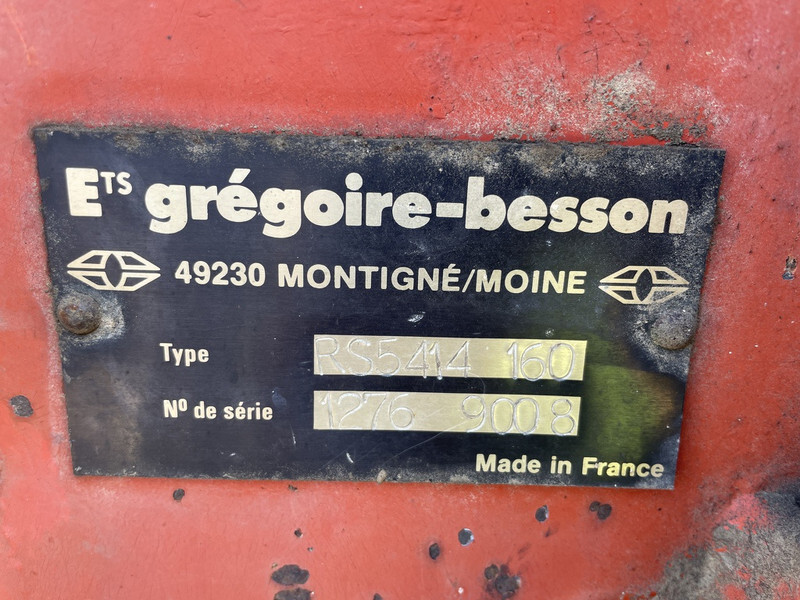 ETS grégoire-besson
49230 MONTIGNÉ/MOINE
Type RS5414 160
Nº de série 1276 9008
Made in France